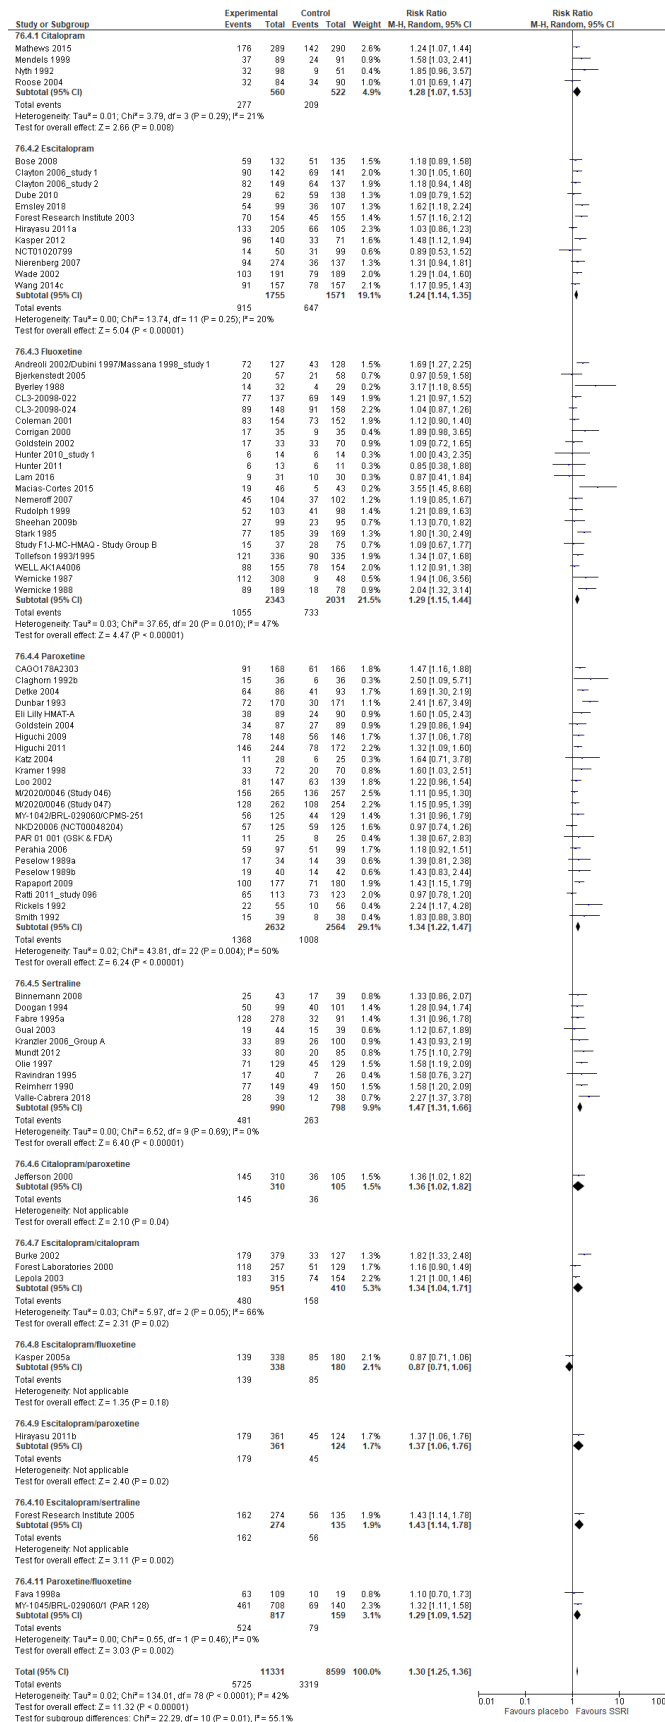 Experimental Control Risk Ratio Risk Ratio
Study or Subgroup Events Total Events Total Weight M-H, Random, 95% CI M-H, Random, 95% CI
76.4.1 Citalopram
Mathews 2015 176 289 142 290 2.6% 1.24 [1.07, 1.44]
Mendels 1999 37 89 24 91 0.8% 1.58 [1.03, 2.41]
Nyth 1992 32 98 9 51 0.4% 1.85 [0.96, 3.57]
Roose 2004 32 84 34 90 1.0% 1.01 [0.69, 1.47]
Subtotal (95% CI) 560 522 4.9% 1.28 [1.07, 1.53]
Total events 277 209
Heterogeneity: Tau² = 0.01; Chi² = 3.79, df = 3 (P = 0.29); I² = 21%
Test for overall effect: Z = 2.66 (P = 0.008)
76.4.2 Escitalopram
Bose 2008 59 132 51 135 1.5% 1.18 [0.89, 1.58]
Clayton 2006_study 1 90 142 69 141 2.1% 1.30 [1.05, 1.60]
Clayton 2006_study 2 82 149 64 137 1.9% 1.18 [0.94, 1.48]
Dube 2010 29 62 59 138 1.2% 1.09 [0.79, 1.52]
Emsley 2018 54 99 36 107 1.3% 1.62 [1.18, 2.24]
Forest Research Institute 2003 70 154 45 155 1.4% 1.57 [1.16, 2.12]
Hirayasu 2011a 133 205 66 105 2.3% 1.03 [0.86, 1.23]
Kasper 2012 96 140 33 71 1.6% 1.48 [1.12, 1.94]
NCT01020799 14 50 31 99 0.6% 0.89 [0.53, 1.52]
Nierenberg 2007 94 274 36 137 1.3% 1.31 [0.94, 1.81]
Wade 2002 103 191 79 189 2.1% 1.29 [1.04, 1.60]
Wang 2014c 91 157 78 157 2.1% 1.17 [0.95, 1.43]
Subtotal (95% CI) 1755 1571 19.1% 1.24 [1.14, 1.35]
Total events 915 647
Heterogeneity: Tau² = 0.00; Chi² = 13.74, df = 11 (P = 0.25); I² = 20%
Test for overall effect: Z = 5.04 (P < 0.00001)
76.4.3 Fluoxetine
Andreoli 2002/Dubini 1997/Massana 1998_study1 72 127 43 128 1.5% 1.69 [1.27, 2.25]
Bjerkenstedt 2005 20 57 21 58 0.6% 0.97 [0.59, 1.58]
Byerley 1988 14 32 4 29 0.2% 3.17 [1.18, 8.55]
CL3-20098-022 77 137 69 149 2.0% 1.21 [0.97, 1.52]
CL3-20098-024 89 148 91 158 2.3% 1.04 [0.87, 1.26]
Coleman 2001 83 154 73 152 2.0% 1.12 [0.90, 1.40]
Corrigan 2000 17 35 9 35 0.4% 1.89 [0.98, 3.65]
Goldstein 2002 17 33 33 70 0.9% 1.09 [0.72, 1.65]
Hunter 2010_study 1 6 14 6 14 0.2% 1.00 [0.43, 2.35]
Hunter 2011 6 13 6 11 0.3% 0.85 [0.38, 1.88]
Lam 2016 9 31 10 30 0.3% 0.87 [0.41, 1.84]
Macias-Cortes 2015 19 46 5 43 0.2% 3.55 [1.45, 8.68]
Nemeroff 2007 45 104 37 102 1.2% 1.19 [0.85, 1.67]
Rudolph 1999 52 103 41 98 1.4% 1.21 [0.89, 1.63]
Sheehan 2009b 27 99 23 95 0.7% 1.13 [0.70, 1.82]
Stark 1985 77 185 39 169 1.3% 1.80 [1.30, 2.49]
Study F1J-MC-HMAQ - Study Group B 15 37 28 75 0.7% 1.09 [0.67, 1.77]
Tollefson 1993/1995 121 336 90 335 2.0% 1.34 [1.07, 1.68]
WELL AK1A4006 88 155 78 154 2.1% 1.12 [0.91, 1.38]
Wernicke 1987 112 308 9 48 0.5% 1.94 [1.06, 3.56]
Wernicke 1988 89 189 18 78 0.9% 2.04 [1.32, 3.14]
Subtotal (95% CI) 2343 2031 21.5% 1.29 [1.15, 1.44]
Total events 1055 733
Heterogeneity: Tau² = 0.03; Chi² = 37.65, df = 20 (P = 0.010); I² = 47%
Test for overall effect: Z = 4.47 (P < 0.00001)
76.4.4 Paroxetine
CAGO178A2303 91 168 61 166 1.8% 1.47 [1.16, 1.88]
Claghorn 1992b 15 36 6 36 0.3% 2.50 [1.09, 5.71]
Detke 2004 64 86 41 93 1.7% 1.69 [1.30, 2.19]
Dunbar 1993 72 170 30 171 1.1% 2.41 [1.67, 3.49]
Eli Lilly HMAT-A 38 89 24 90 0.8% 1.60 [1.05, 2.43]
Goldstein 2004 34 87 27 89 0.9% 1.29 [0.86, 1.94]
Higuchi 2009 78 148 56 146 1.7% 1.37 [1.06, 1.78]
Higuchi 2011 146 244 78 172 2.2% 1.32 [1.09, 1.60]
Katz 2004 11 28 6 25 0.3% 1.64 [0.71, 3.78]
Kramer 1998 33 72 20 70 0.8% 1.60 [1.03, 2.51]
Loo 2002 81 147 63 139 1.9% 1.22 [0.96, 1.54]
M/2020/0046 (Study 046) 156 265 136 257 2.6% 1.11 [0.95, 1.30]
M/2020/0046 (Study 047) 128 262 108 254 2.3% 1.15 [0.95, 1.39]
MY-1042/BRL-029060/CPMS-251 56 125 44 129 1.3% 1.31 [0.96, 1.79]
NKD20006 (NCT00048204) 57 125 59 125 1.6% 0.97 [0.74, 1.26]
PAR 01 001 (GSK & FDA) 11 25 8 25 0.3% 1.38 [0.67, 2.83]
Perahia 2006 59 97 51 99 1.8% 1.18 [0.92, 1.51]
Peselow 1989a 17 34 14 39 0.6% 1.39 [0.81, 2.38]
Peselow 1989b 19 40 14 42 0.6% 1.43 [0.83, 2.44]
Rapaport 2009 100 177 71 180 2.0% 1.43 [1.15, 1.79]
Ratti 2011_study 096 65 113 73 123 2.0% 0.97 [0.78, 1.20]
Rickels 1992 22 55 10 56 0.4% 2.24 [1.17, 4.28]
Smith 1992 15 39 8 38 0.3% 1.83 [0.88, 3.80]
Subtotal (95% CI) 2632 2564 29.1% 1.34 [1.22, 1.47]
Total events 1368 1008
Heterogeneity: Tau² = 0.02; Chi² = 43.81, df = 22 (P = 0.004); I² = 50%
Test for overall effect: Z = 6.24 (P < 0.00001)
76.4.5 Sertraline
Binnemann 2008 25 43 17 39 0.8% 1.33 [0.86, 2.07]
Doogan 1994 50 99 40 101 1.4% 1.28 [0.94, 1.74]
Fabre 1995a 128 278 32 91 1.4% 1.31 [0.96, 1.78]
Gual 2003 19 44 15 39 0.6% 1.12 [0.67, 1.89]
Kranzler 2006_Group A 33 89 26 100 0.8% 1.43 [0.93, 2.19]
Mundt 2012 33 80 20 85 0.7% 1.75 [1.10, 2.79]
Olie 1997 71 129 45 129 1.5% 1.58 [1.19, 2.09]
Ravindran 1995 17 40 7 26 0.4% 1.58 [0.76, 3.27]
Reimherr 1990 77 149 49 150 1.5% 1.58 [1.20, 2.09]
Valle-Cabrera 2018 28 39 12 38 0.7% 2.27 [1.37, 3.78]
Subtotal (95% CI) 990 798 9.9% 1.47 [1.31, 1.66]
Total events 481 263
Heterogeneity: Tau² = 0.00; Chi² = 6.52, df = 9 (P = 0.69); I² = 0%
Test for overall effect: Z = 6.40 (P < 0.00001)
76.4.6 Citalopram/paroxetine
Jefferson 2000 145 310 36 105 1.5% 1.36 [1.02, 1.82]
Subtotal (95% CI) 310 105 1.5% 1.36 [1.02, 1.82]
Total events 145 36
Heterogeneity: Not applicable
Test for overall effect: Z = 2.10 (P = 0.04)
76.4.7 Escitalopram/citalopram
Burke 2002 179 379 33 127 1.3% 1.82 [1.33, 2.48]
Forest Laboratories 2000 118 257 51 129 1.7% 1.16 [0.90, 1.49]
Lepola 2003 183 315 74 154 2.2% 1.21 [1.00, 1.46]
Subtotal (95% CI) 951 410 5.3% 1.34 [1.04, 1.71]
Total events 480 158
Heterogeneity: Tau² = 0.03; Chi² = 5.97, df = 2 (P = 0.05); I² = 66%
Test for overall effect: Z = 2.31 (P = 0.02)
76.4.8 Escitalopram/fluoxetine
Kasper 2005a 139 338 85 180 2.1% 0.87 [0.71, 1.06]
Subtotal (95% CI) 338 180 2.1% 0.87 [0.71, 1.06]
Total events 139 85
Heterogeneity: Not applicable
Test for overall effect: Z = 1.35 (P = 0.18)
76.4.9 Escitalopram/paroxetine
Hirayasu 2011b 179 361 45 124 1.7% 1.37 [1.06, 1.76]
Subtotal (95% CI) 361 124 1.7% 1.37 [1.06, 1.76]
Total events 179 45
Heterogeneity: Not applicable
Test for overall effect: Z = 2.40 (P = 0.02)
76.4.10 Escitalopram/sertraline
Forest Research Institute 2005 162 274 56 135 1.9% 1.43 [1.14, 1.78]
Subtotal (95% CI) 274 135 1.9% 1.43 [1.14, 1.78]
Total events 162 56
Heterogeneity: Not applicable
Test for overall effect: Z = 3.11 (P = 0.002)
76.4.11 Paroxetine/fluoxetine
Fava 1998a 63 109 10 19 0.8% 1.10 [0.70, 1.73]
MY-1045/BRL-029060/1 (PAR 128) 461 708 69 140 2.4% 1.32 [1.11, 1.58]
Subtotal (95% CI) 817 159 3.1% 1.29 [1.09, 1.52]
Total events 524 79
Heterogeneity: Tau² = 0.00; Chi² = 0.55, df = 1 (P = 0.46); I² = 0%
Test for overall effect: Z = 3.03 (P = 0.002)
Total (95% CI) 11331 8599 100.0% 1.30 [1.25, 1.36]
Total events 5725 3319
Heterogeneity: Tau² = 0.02; Chi² = 134.01, df = 78 (P < 0.0001); I² = 42%
Test for overall effect: Z = 11.32 (P < 0.00001)
Test for subgroup differences: Chi² = 22.29, df = 10 (P = 0.01), I² = 55.1%
0.01 0.1 1 10 100
Favours placebo Favours SSRI